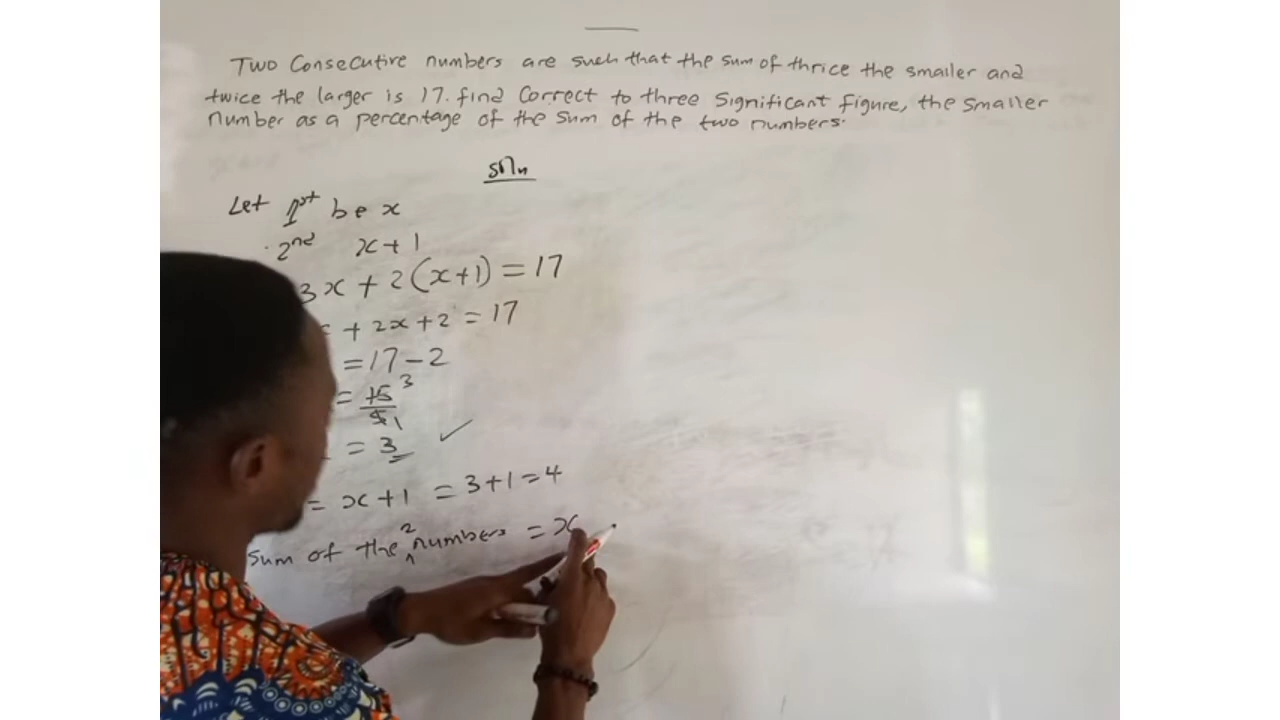 Two Consecutive numbers are such that the sum of thrice the smaller and
twice the larger is 17. find Correct to three Significant figure, the smaller
number as a percentage of the sum of the two numbers.
Soln
Let 1st be x
2nd x + 1
3x + 2(x+1) = 17
+ 2x + 2 = 17
= 17 - 2
= 15/5 3 1
= 3 ✓
= x + 1 = 3 + 1 = 4
Sum of the 2 numbers = x